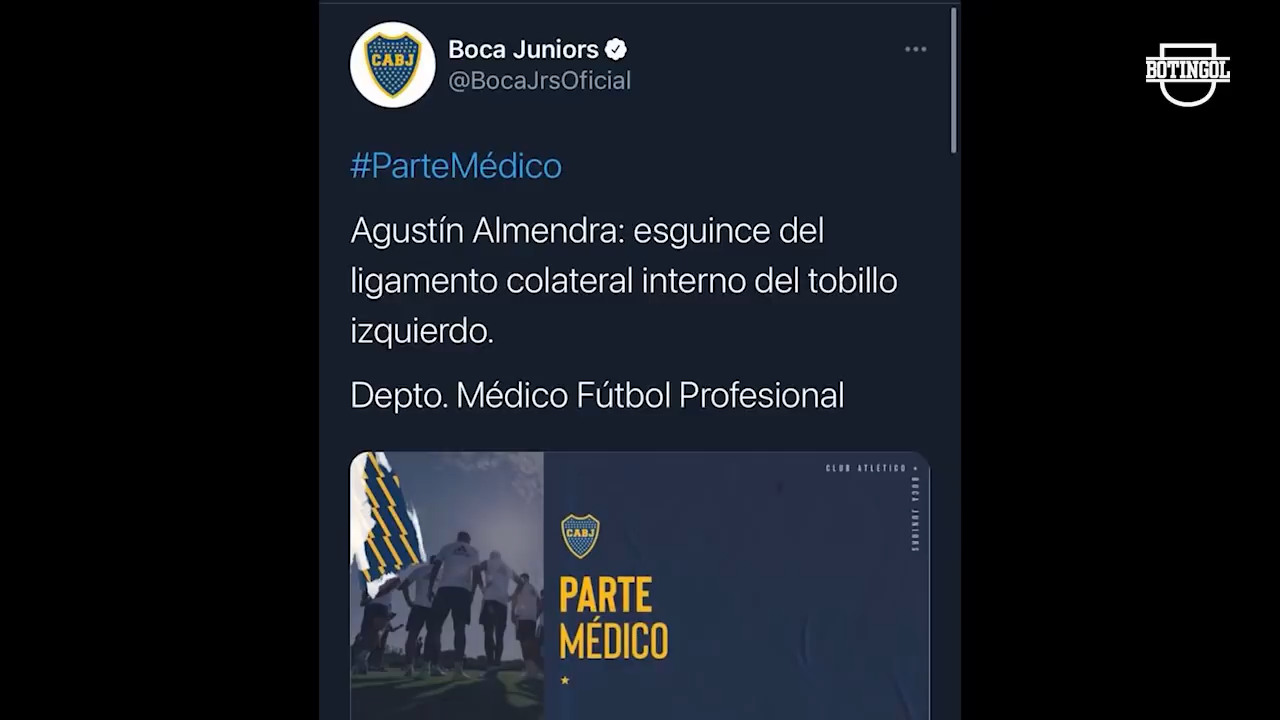 CABJ
Boca Juniors
@BocaJrsOficial
BOTINGOL
#ParteMédico
Agustín Almendra: esguince del
ligamento colateral interno del tobillo
izquierdo.
Depto. Médico Fútbol Profesional
CLUB ATLÉTICO
BOCA JUNIORS
CABJ
PARTE
MÉDICO